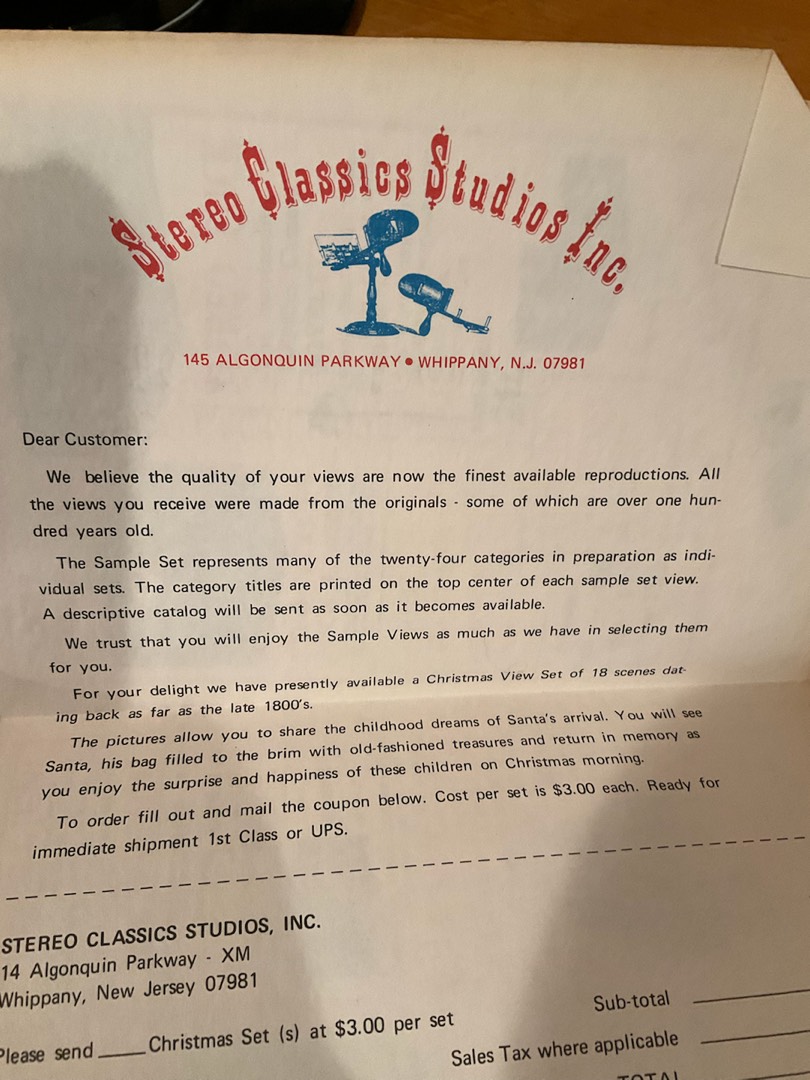 Stereo Classics Studios Inc.
145 ALGONQUIN PARKWAY • WHIPPANY, N.J. 07981
Dear Customer:
We believe the quality of your views are now the finest available reproductions. All
the views you receive were made from the originals - some of which are over one hun-
dred years old.
The Sample Set represents many of the twenty-four categories in preparation as indi-
vidual sets. The category titles are printed on the top center of each sample set view.
A descriptive catalog will be sent as soon as it becomes available.
We trust that you will enjoy the Sample Views as much as we have in selecting them
for you.
For your delight we have presently available a Christmas View Set of 18 scenes dat-
ing back as far as the late 1800's.
The pictures allow you to share the childhood dreams of Santa's arrival. You will see
Santa, his bag filled to the brim with old-fashioned treasures and return in memory as
you enjoy the surprise and happiness of these children on Christmas morning.
To order fill out and mail the coupon below. Cost per set is $3.00 each. Ready for
immediate shipment 1st Class or UPS.
STEREO CLASSICS STUDIOS, INC.
14 Algonquin Parkway - XM
Whippany, New Jersey 07981
Please send _____ Christmas Set (s) at $3.00 per set
Sub-total
Sales Tax where applicable
TOTAL